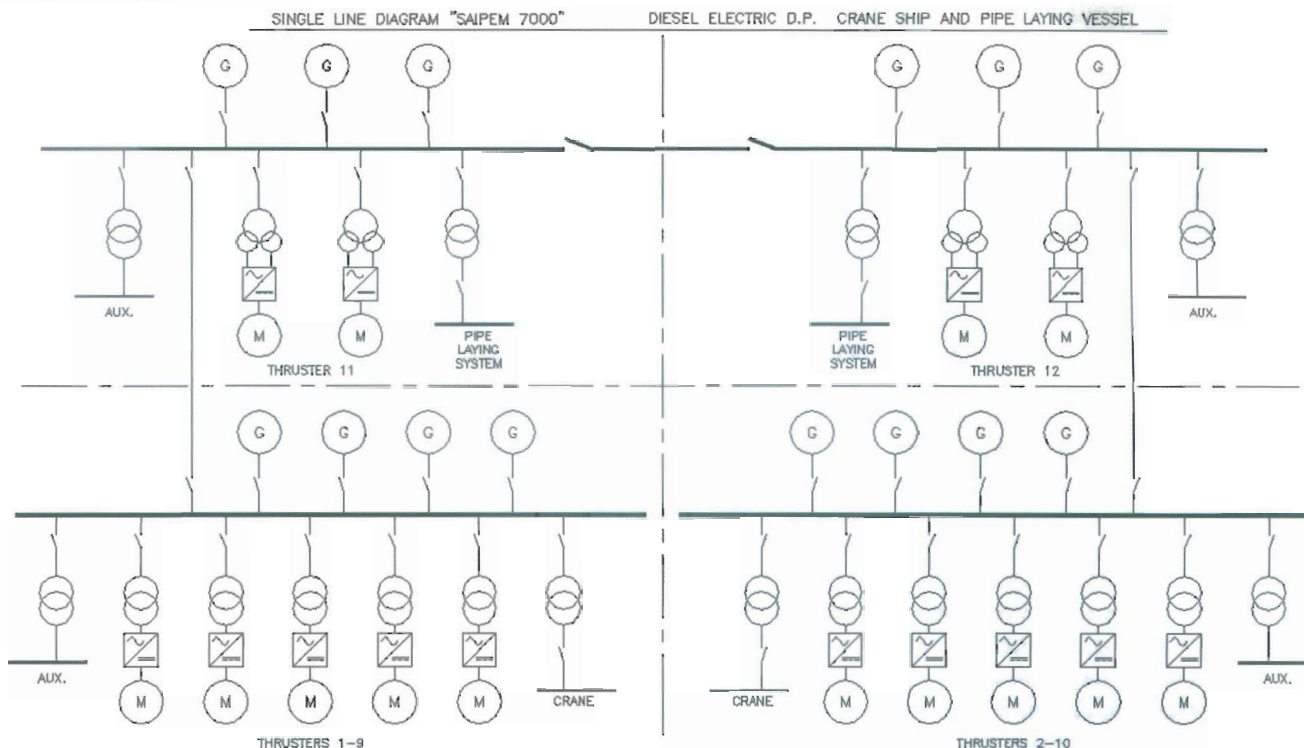 SINGLE LINE DIAGRAM "SAIPEM 7000" DIESEL ELECTRIC D.P. CRANE SHIP AND PIPE LAYING VESSEL
G G G G G G
AUX.
M M
PIPE
LAYING
SYSTEM
THRUSTER 11
PIPE
LAYING
SYSTEM
M M
THRUSTER 12
AUX.
G G G G G G G G
AUX.
M M M M M
CRANE
THRUSTERS 1-9
CRANE
M M M M M
AUX.
THRUSTERS 2-10